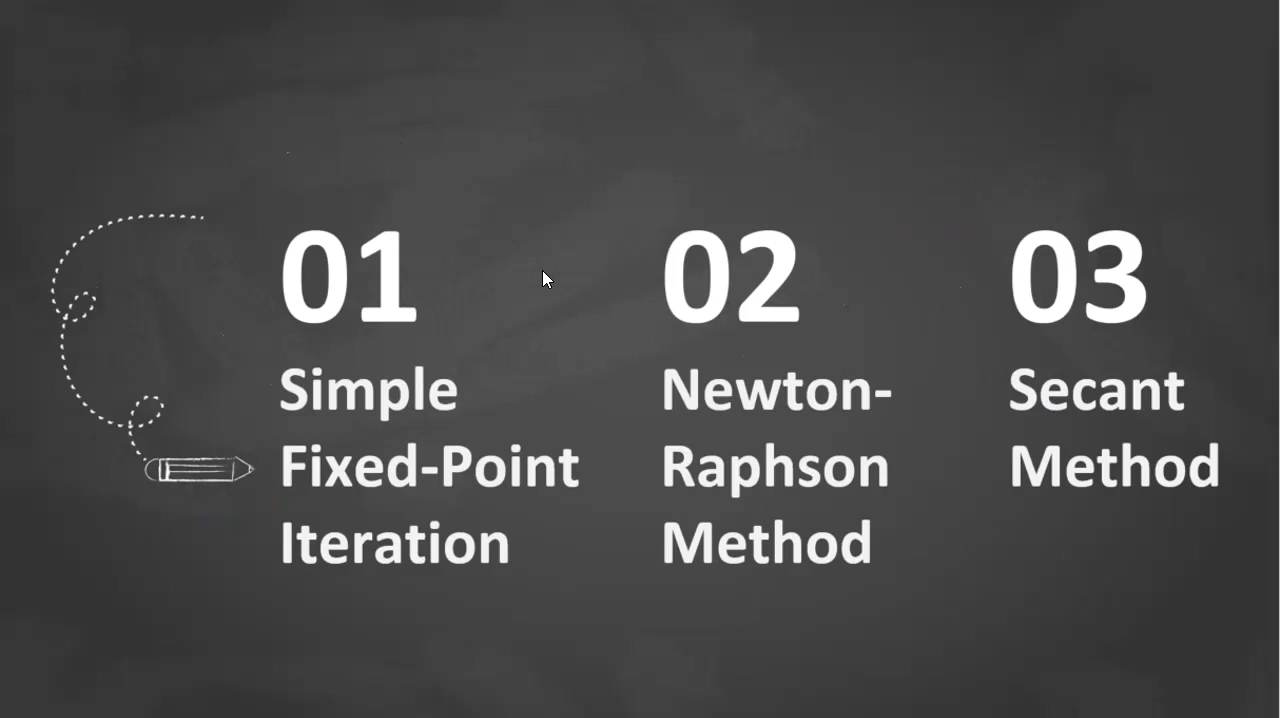 01
Simple
Fixed-Point
Iteration
02
Newton-
Raphson
Method
03
Secant
Method